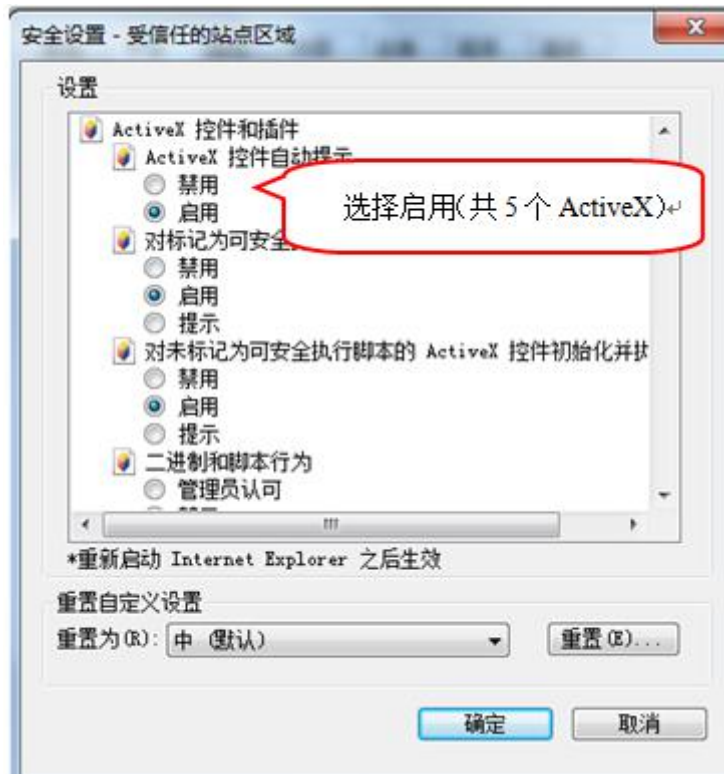 安全设置 - 受信任的站点区域
设置
ActiveX 控件和插件
ActiveX 控件自动提示
禁用
启用
选择启用(共 5 个 ActiveX)↵
对标记为可安全
禁用
启用
提示
对未标记为可安全执行脚本的 ActiveX 控件初始化并执
禁用
启用
提示
二进制和脚本行为
管理员认可
*重新启动 Internet Explorer 之后生效
重置自定义设置
重置为(R): 中 (默认)
重置(E)...
确定
取消